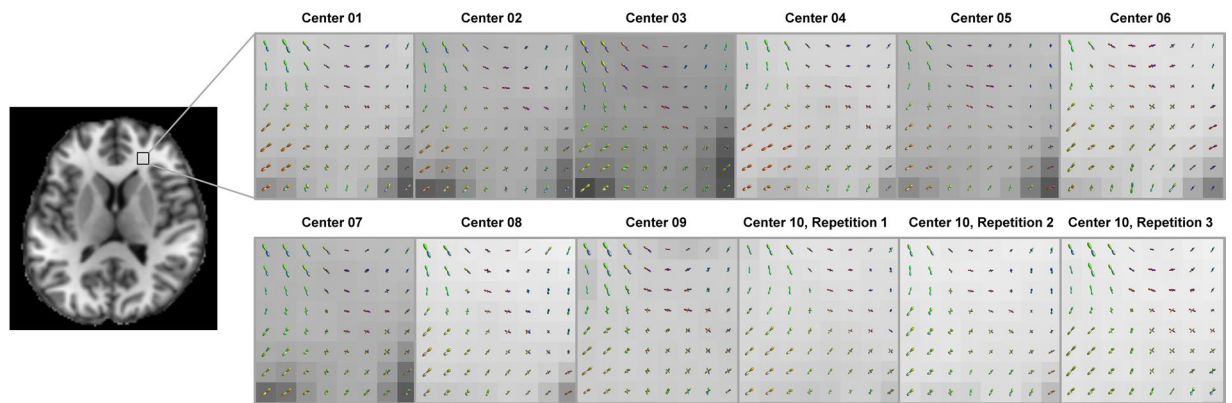 Center 01
Center 02
Center 03
Center 04
Center 05
Center 06
Center 07
Center 08
Center 09
Center 10, Repetition 1
Center 10, Repetition 2
Center 10, Repetition 3